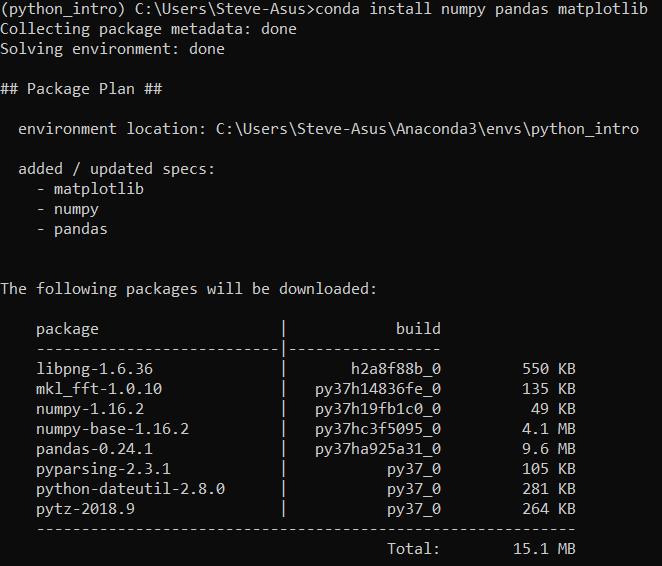 (python_intro) C:\Users\Steve-Asus>conda install numpy pandas matplotlib
Collecting package metadata: done
Solving environment: done
## Package Plan ##
environment location: C:\Users\Steve-Asus\Anaconda3\envs\python_intro
added / updated specs:
- matplotlib
- numpy
- pandas
The following packages will be downloaded:
package | build
---------------------------|-----------------
libpng-1.6.36 | h2a8f88b_0 550 KB
mkl_fft-1.0.10 | py37h14836fe_0 135 KB
numpy-1.16.2 | py37h19fb1c0_0 49 KB
numpy-base-1.16.2 | py37hc3f5095_0 4.1 MB
pandas-0.24.1 | py37ha925a31_0 9.6 MB
pyparsing-2.3.1 | py37_0 105 KB
python-dateutil-2.8.0 | py37_0 281 KB
pytz-2018.9 | py37_0 264 KB
------------------------------------------------------------
Total: 15.1 MB